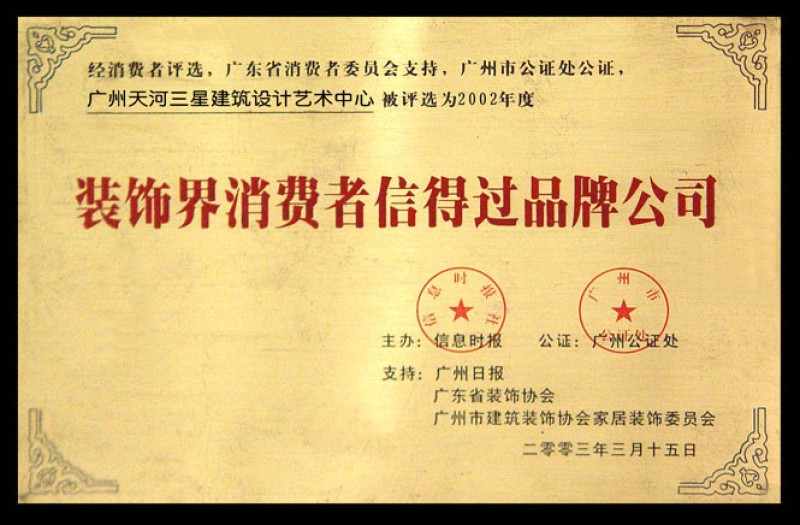 经消费者评选，广东省消费者委员会支持，广州市公证处公证，
广州天河三星建筑设计艺术中心 被评选为2002年度
装饰界消费者信得过品牌公司
信息时报社
广州市
公证处
主办：信息时报 公证：广州公证处
支持：广州日报
广东省装饰协会
广州市建筑装饰协会家居装饰委员会
二零零三年三月十五日